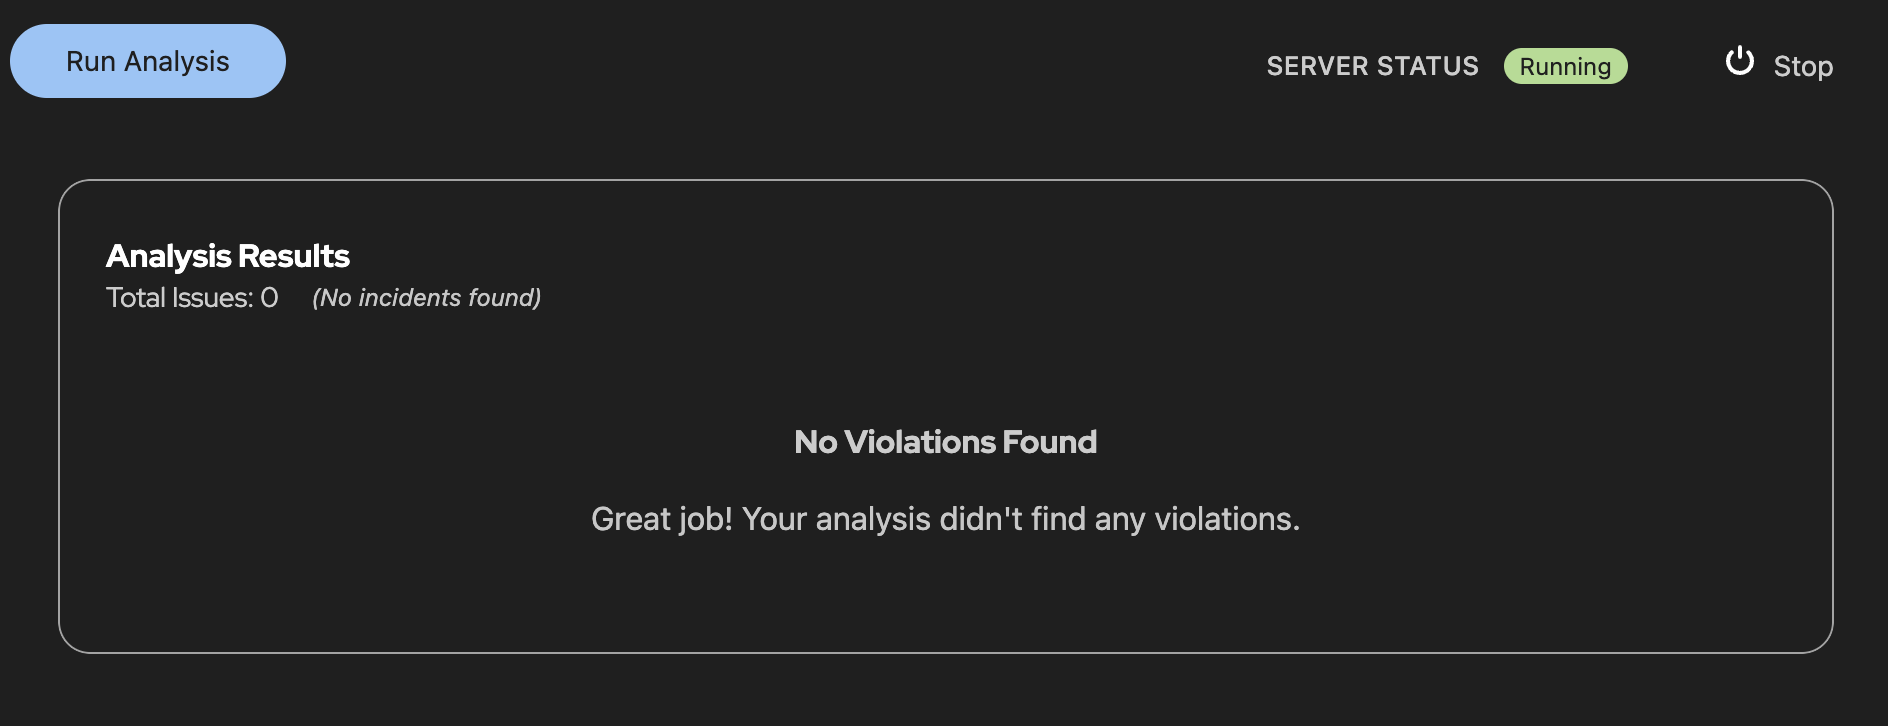 Run Analysis
SERVER STATUS Running Stop
Analysis Results
Total Issues: 0 (No incidents found)
No Violations Found
Great job! Your analysis didn't find any violations.